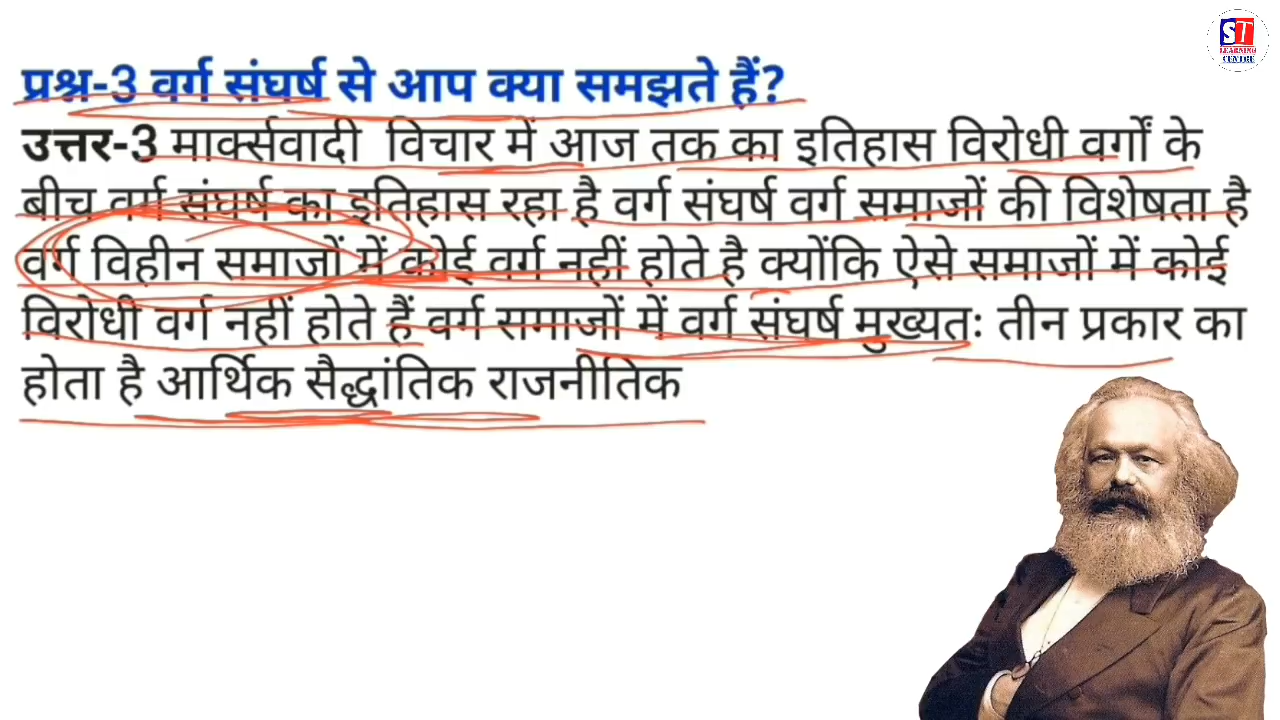 ST
LEARNING
CENTRE
प्रश्न-3 वर्ग संघर्ष से आप क्या समझते हैं?
उत्तर-3 मार्क्सवादी विचार में आज तक का इतिहास विरोधी वर्गों के
बीच वर्ग संघर्ष का इतिहास रहा है वर्ग संघर्ष वर्ग समाजों की विशेषता है
वर्ग विहीन समाजों में कोई वर्ग नहीं होते है क्योंकि ऐसे समाजों में कोई
विरोधी वर्ग नहीं होते हैं वर्ग समाजों में वर्ग संघर्ष मुख्यतः तीन प्रकार का
होता है आर्थिक सैद्धांतिक राजनीतिक